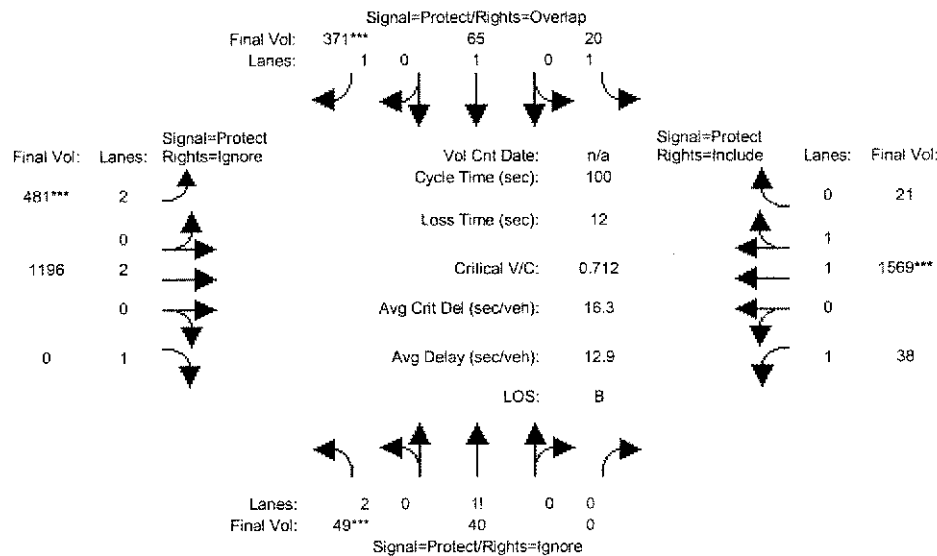 Signal=Protect/Rights=Overlap
Final Vol: 371*** 65 20
Lanes: 1 0 1 0 1
Signal=Protect
Final Vol: Lanes: Rights=Ignore
Vol Cnt Date: n/a
Signal=Protect
Rights=Include Lanes: Final Vol:
Cycle Time (sec): 100
481*** 2 0 21
Loss Time (sec): 12
0 1
1196 2 Critical V/C: 0.712 1 1569***
0 Avg Crit Del (sec/veh): 16.3 0
0 1 Avg Delay (sec/veh): 12.9 1 38
LOS: B
Lanes: 2 0 1! 0 0
Final Vol: 49*** 40 0
Signal=Protect/Rights=Ignore